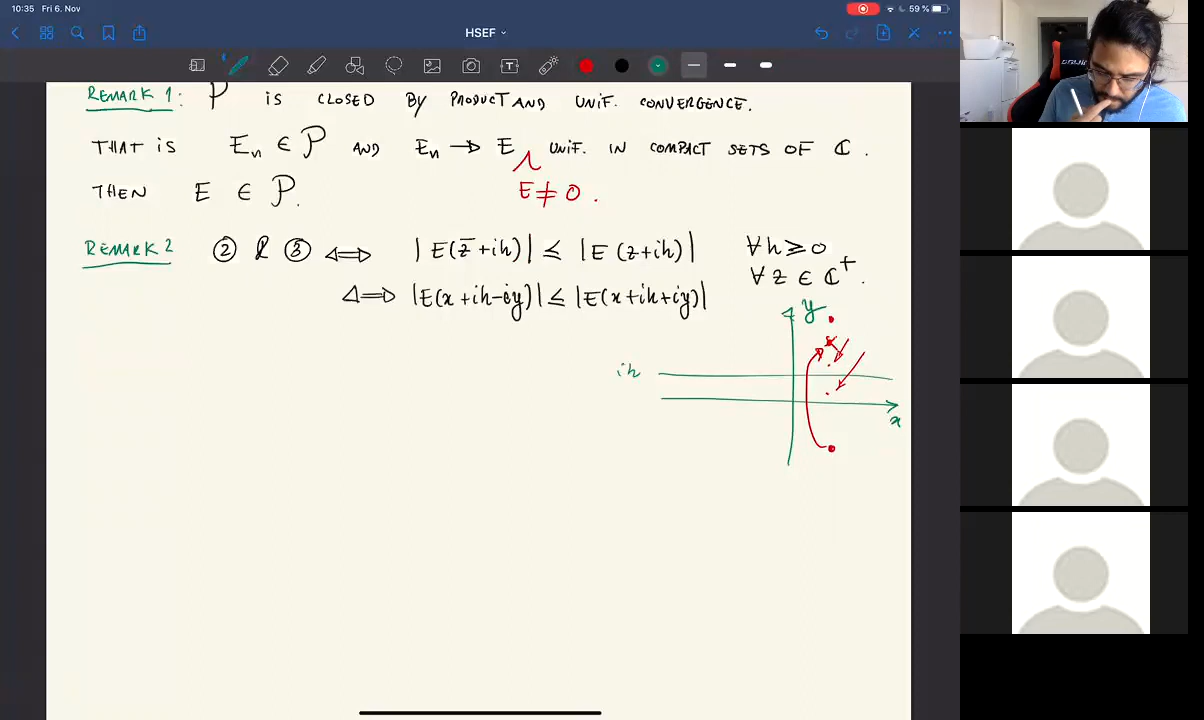 10:35 Fri 6. Nov
59 %
HSEF
REMARK 1: P IS CLOSED BY PRODUCT AND UNIF. CONVERGENCE.
THAT IS Eₙ ∈ P AND Eₙ → E UNIF. IN COMPACT SETS OF ℂ.
THEN E ∈ P. E ≠ 0.
REMARK 2 ② & ③ ⟺ |E(z̄+ih)| ≤ |E(z+ih)| ∀h ≥ 0
∀ z ∈ ℂ⁺.
⟺ |E(x+ih-iy)| ≤ |E(x+ih+iy)|
y
ih
x